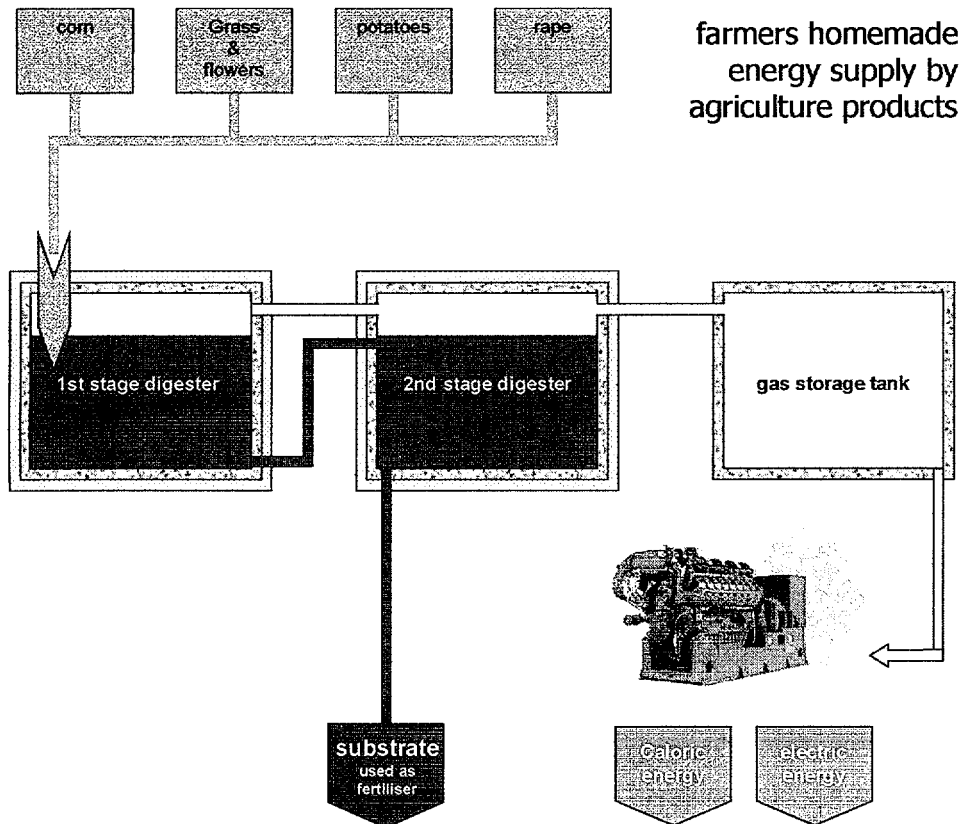 corn
Grass
&
flowers
potatoes
rape
farmers homemade
energy supply by
agriculture products
1st stage digester
2nd stage digester
gas storage tank
substrate
used as
fertiliser
Caloric
energy
electric
energy